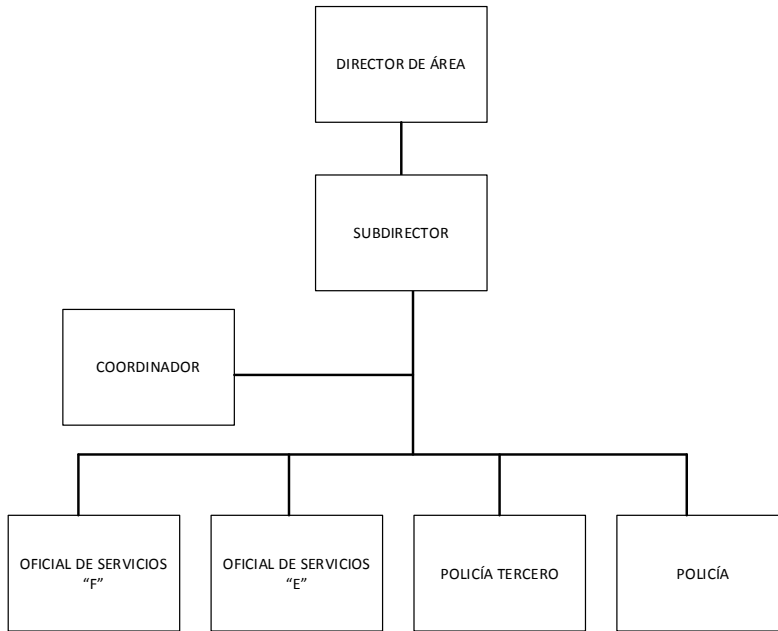 DIRECTOR DE ÁREA
SUBDIRECTOR
COORDINADOR
OFICIAL DE SERVICIOS
“F”
OFICIAL DE SERVICIOS
“E”
POLICÍA TERCERO
POLICÍA